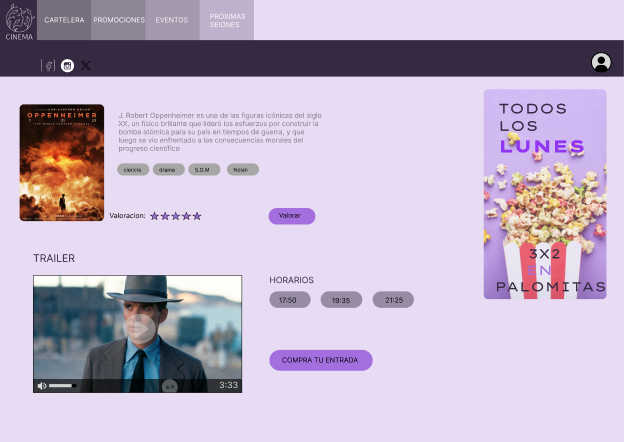 CINEMA
CARTELERA
PROMOCIONES
EVENTOS
PRÓXIMAS
SEIONES
OPPENHEIMER
J. Robert Oppenheimer es una de las figuras icónicas del siglo
XX, un físico brillante que lideró los esfuerzos por construir la
bomba atómica para su país en tiempos de guerra, y que
luego se vio enfrentado a las consecuencias morales del
progreso científico
ciencia
drama
S.O.M
Nolan
Valoracion:
Valorar
TRAILER
3:33
HORARIOS
17:50
19:35
21:25
COMPRA TU ENTRADA
TODOS
LOS
LUNES
3X2
EN
PALOMITAS